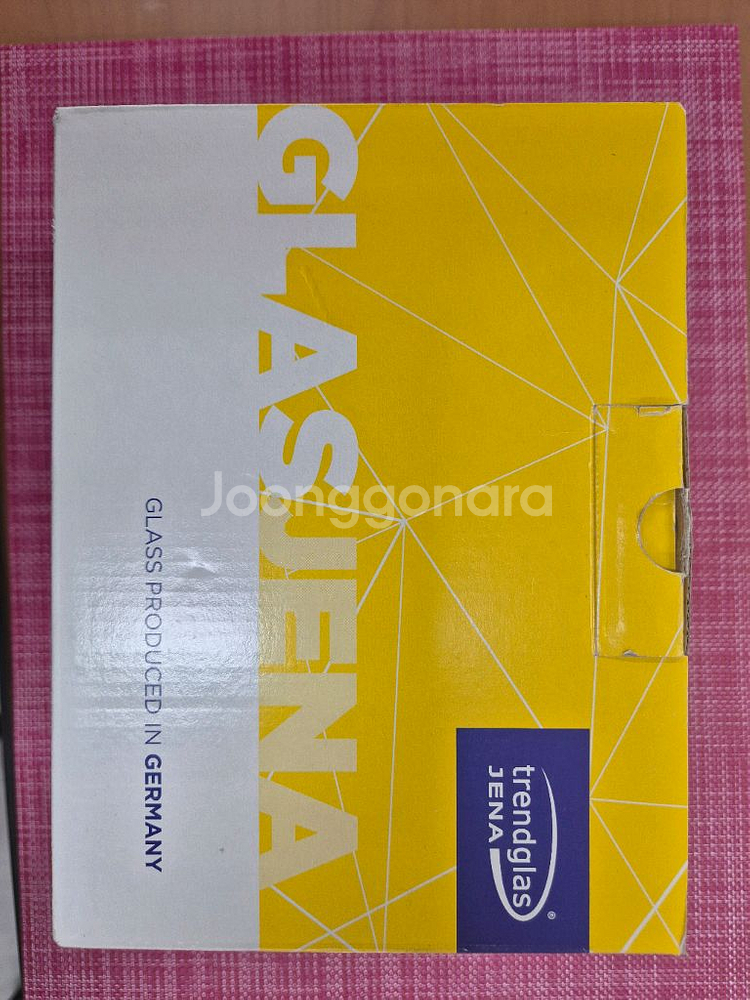 trendglas
JENA
®
GLASJENA
GLASS PRODUCED IN GERMANY
Joonggonara